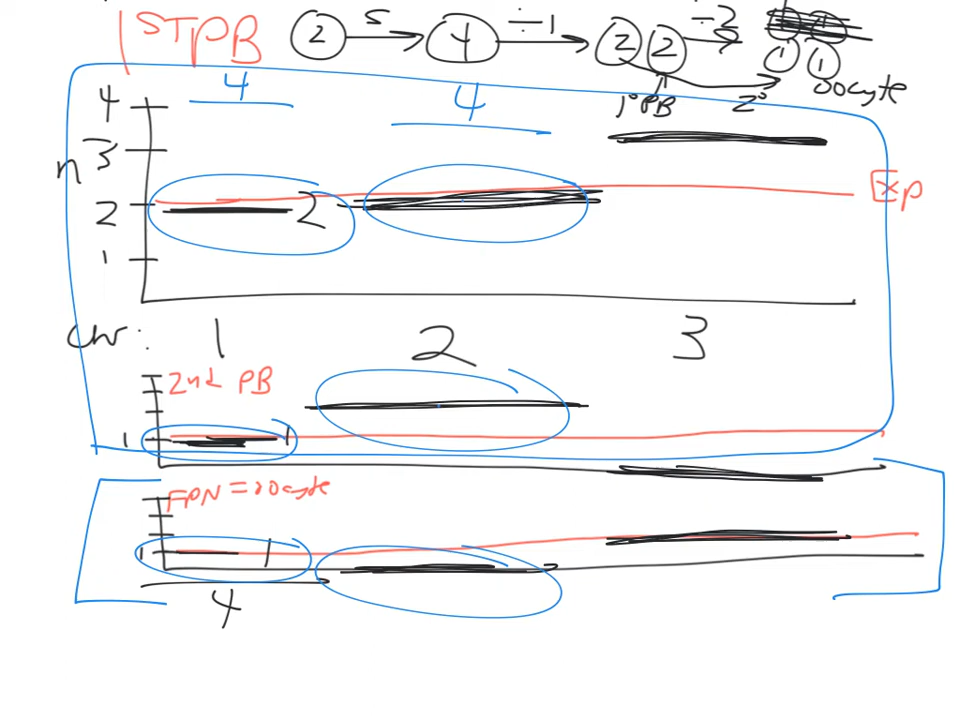 1STPB 2 S 4 ÷1 2 2 ÷2 1 1
1°PB 2° oocyte
4 4
4
3
n
2 2 Exp
1
chr: 1 2 3
2nd PB
1 1
FPN = oocyte
1 1
4